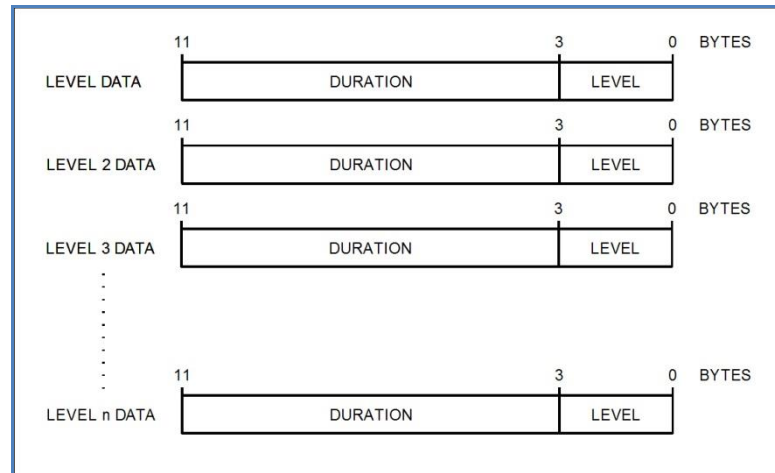 11 3 0 BYTES
LEVEL DATA DURATION LEVEL
11 3 0 BYTES
LEVEL 2 DATA DURATION LEVEL
11 3 0 BYTES
LEVEL 3 DATA DURATION LEVEL
11 3 0 BYTES
LEVEL n DATA DURATION LEVEL